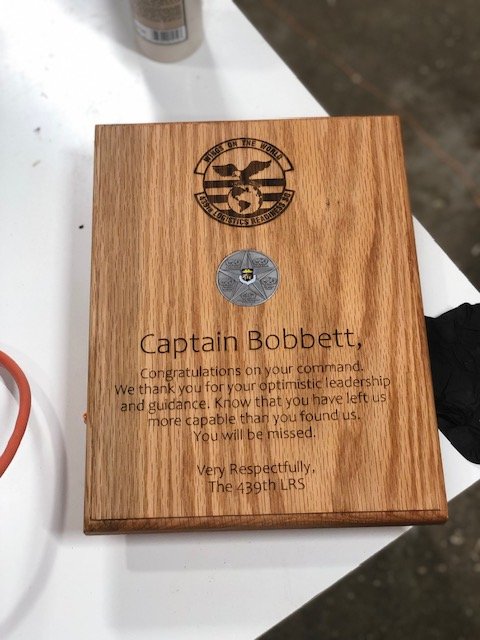 WINGS ON THE WORLD
439TH LOGISTICS READINESS SQ
Captain Bobbett,
Congratulations on your command.
We thank you for your optimistic leadership
and guidance. Know that you have left us
more capable than you found us.
You will be missed.
Very Respectfully,
The 439th LRS